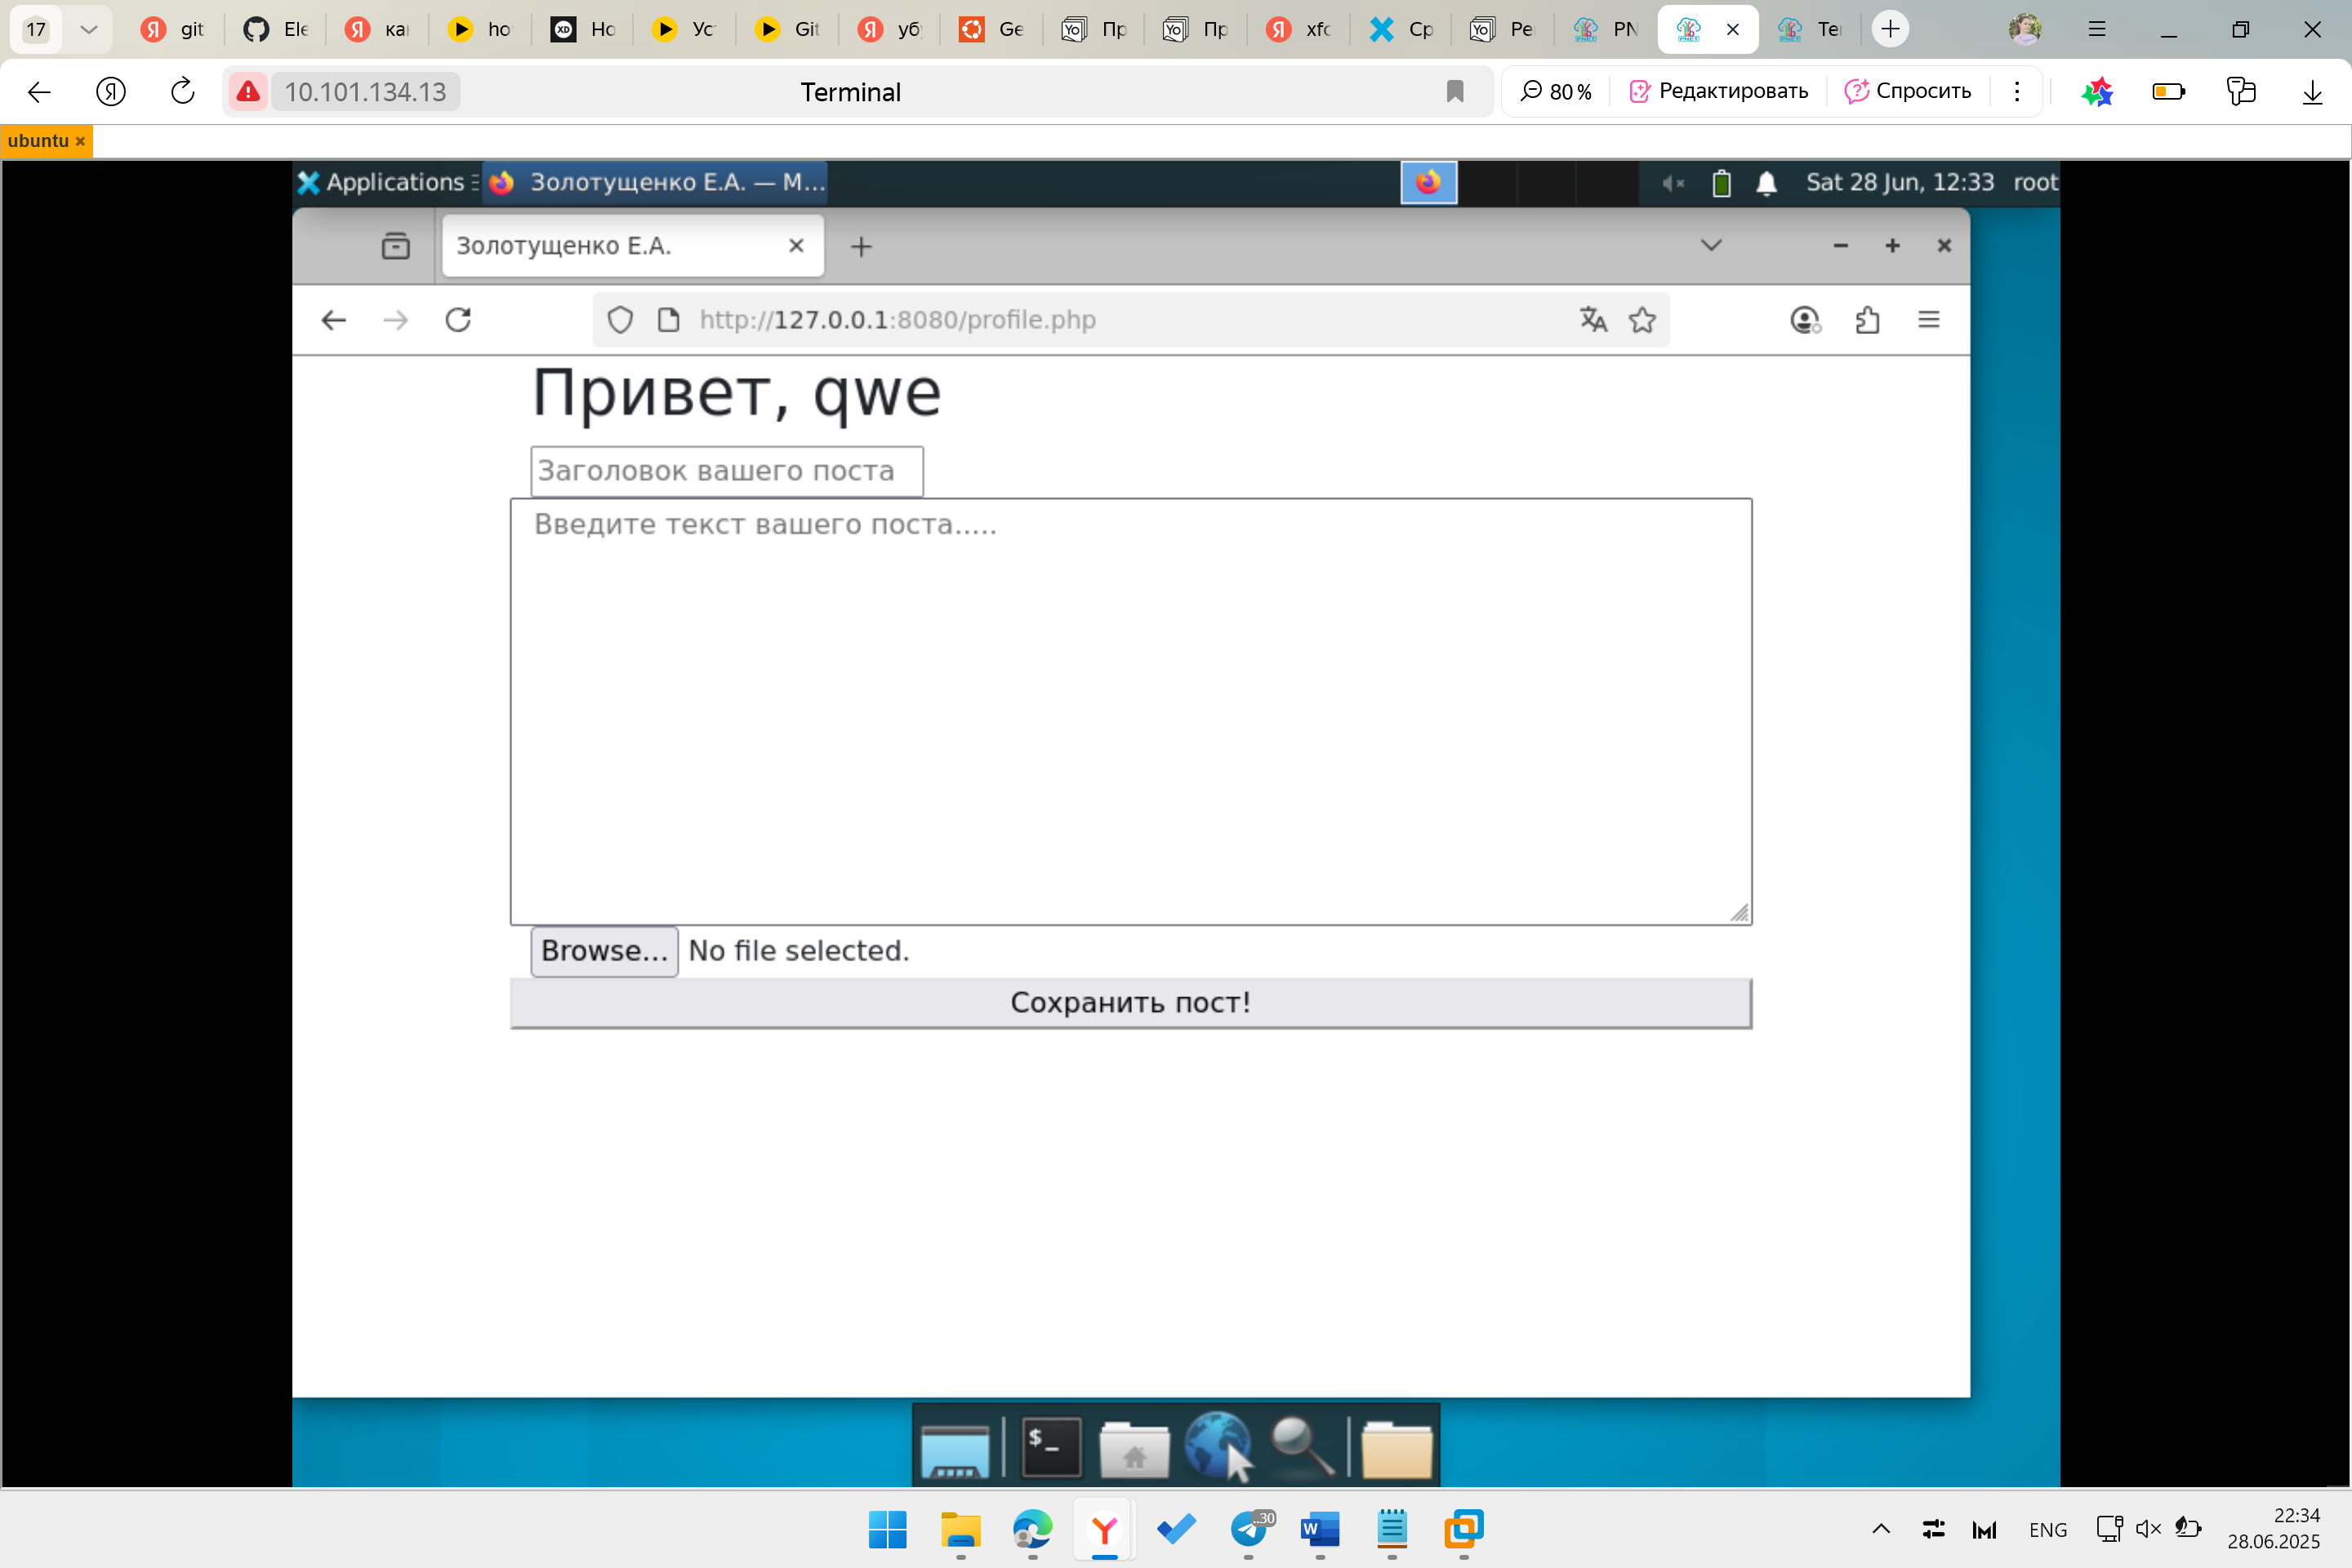 17 git Ele ка ho Ho Ус Git уб Ge Пр Пр xfc Ср Ре PN Te
10.101.134.13 Terminal 80 % Редактировать Спросить
ubuntu
Applications Золотущенко Е.А. — M... Sat 28 Jun, 12:33 root
Золотущенко Е.А.
http://127.0.0.1:8080/profile.php
Привет, qwe
Заголовок вашего поста
Введите текст вашего поста.....
Browse... No file selected.
Сохранить пост!
$_
..30
ENG 22:34
28.06.2025